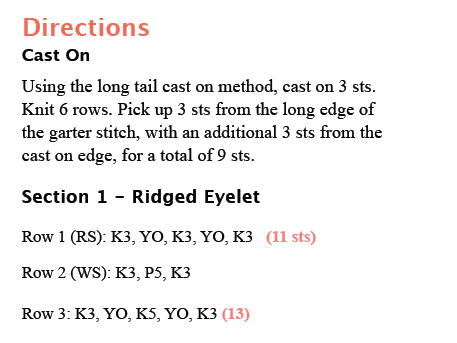 Directions
Cast On
Using the long tail cast on method, cast on 3 sts.
Knit 6 rows. Pick up 3 sts from the long edge of
the garter stitch, with an additional 3 sts from the
cast on edge, for a total of 9 sts.
Section 1 - Ridged Eyelet
Row 1 (RS): K3, YO, K3, YO, K3 (11 sts)
Row 2 (WS): K3, P5, K3
Row 3: K3, YO, K5, YO, K3 (13)